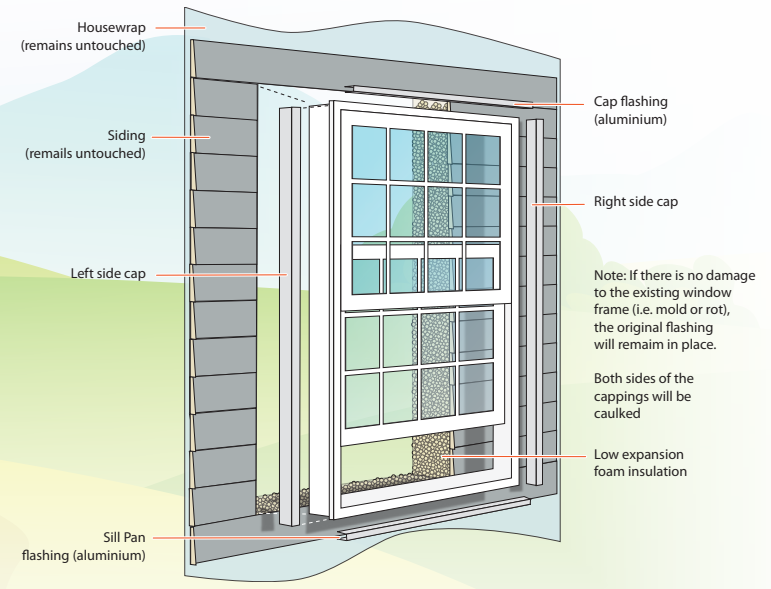 Housewrap
(remains untouched)
Siding
(remails untouched)
Left side cap
Sill Pan
flashing (aluminium)
Cap flashing
(aluminium)
Right side cap
Note: If there is no damage
to the existing window
frame (i.e. mold or rot),
the original flashing
will remaim in place.
Both sides of the
cappings will be
caulked
Low expansion
foam insulation